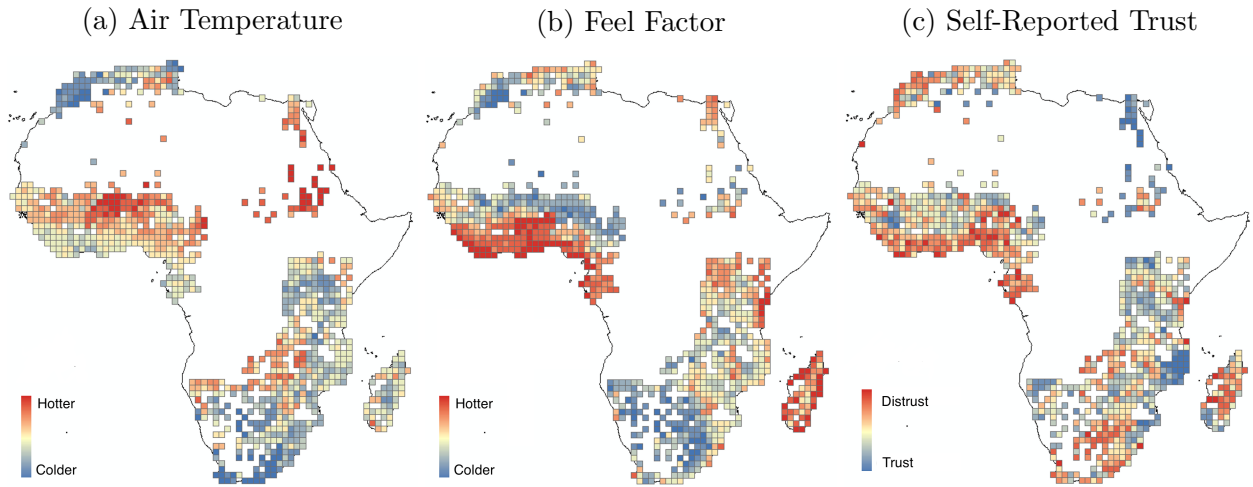 (a) Air Temperature
(b) Feel Factor
(c) Self-Reported Trust
Hotter
Colder
Hotter
Colder
Distrust
Trust